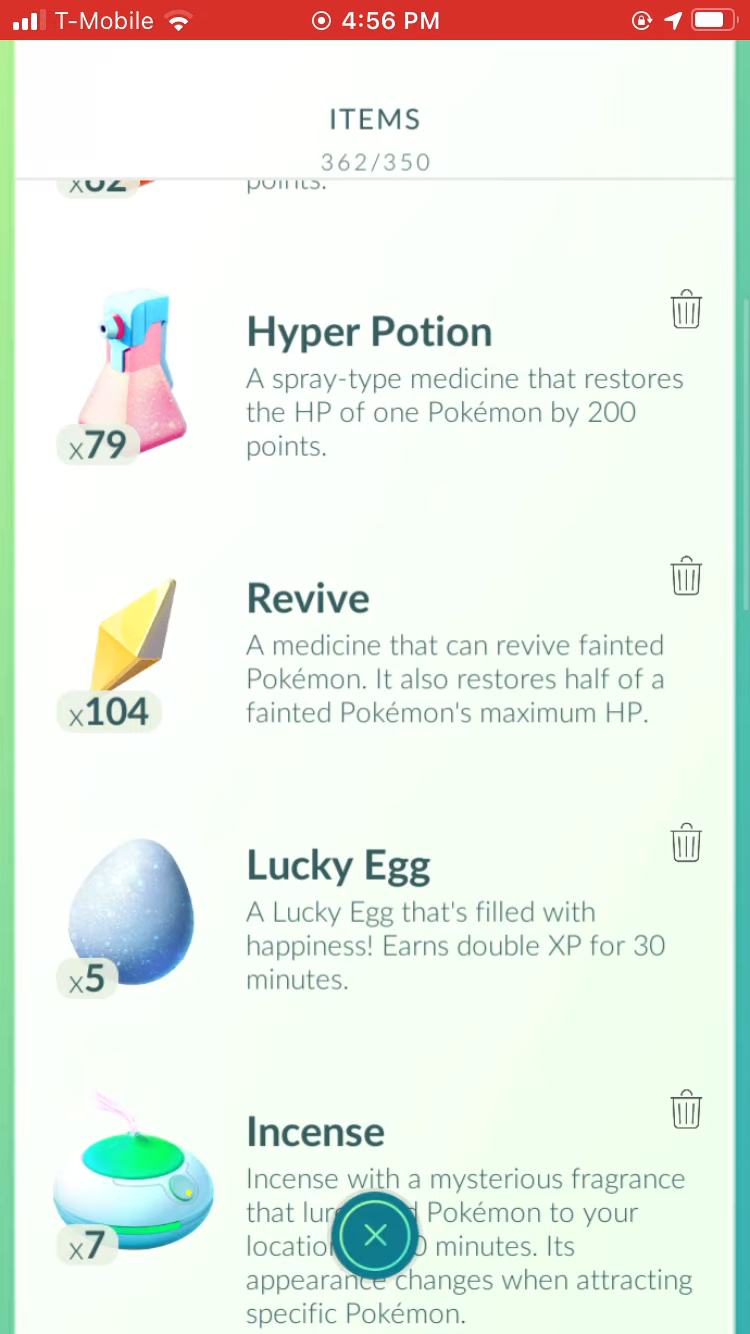 T-Mobile 4:56 PM
ITEMS
362/350
points.
Hyper Potion
A spray-type medicine that restores
the HP of one Pokémon by 200
points.
x79
Revive
A medicine that can revive fainted
Pokémon. It also restores half of a
fainted Pokémon's maximum HP.
x104
Lucky Egg
A Lucky Egg that's filled with
happiness! Earns double XP for 30
minutes.
x5
Incense
Incense with a mysterious fragrance
that Pokémon to your
minutes. Its
appearance changes when attracting
specific Pokémon.
x7